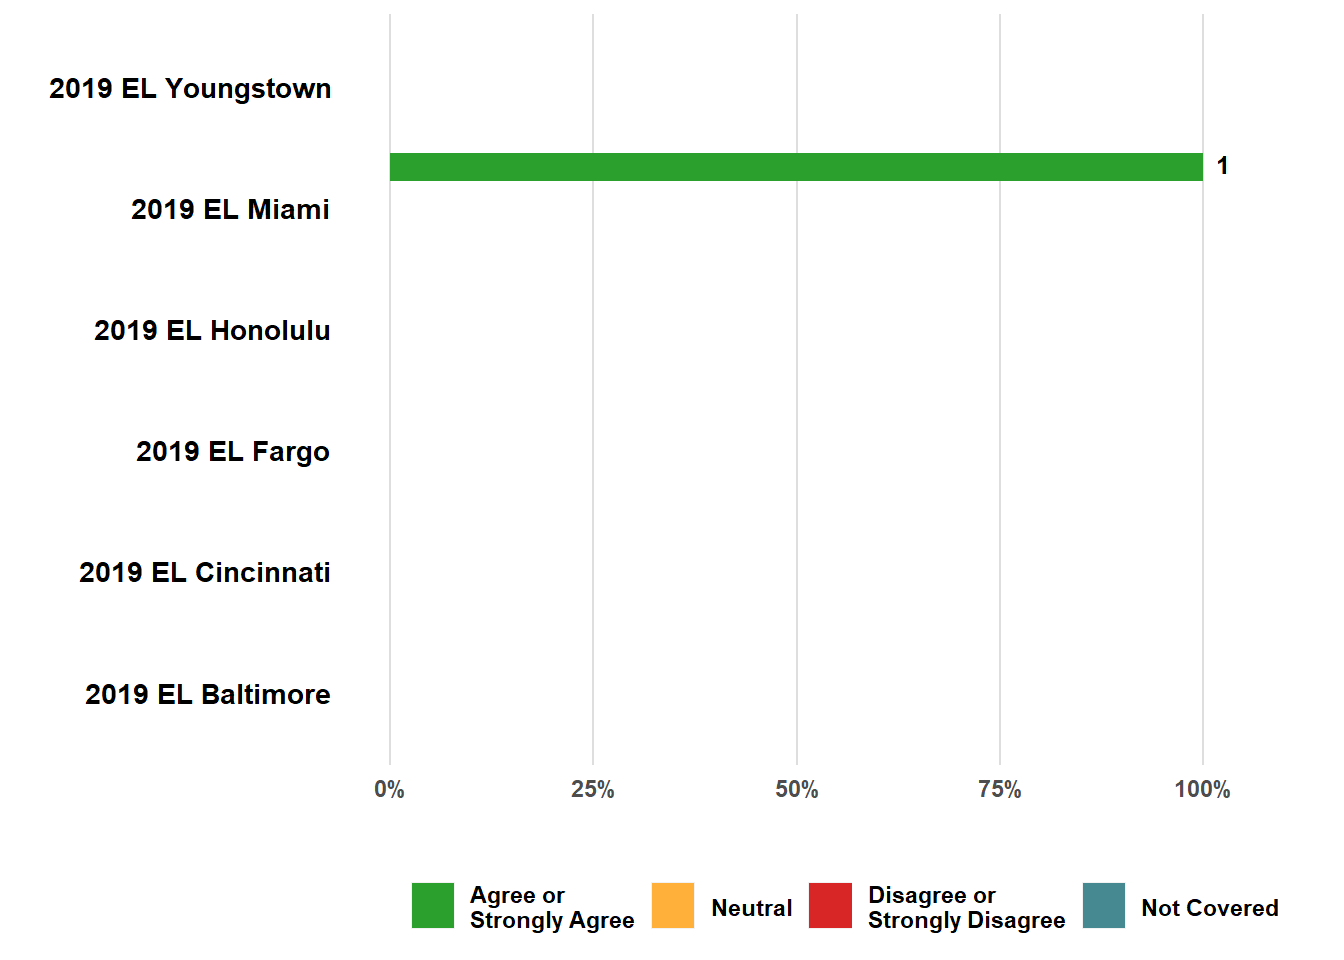 2019 EL Youngstown
1
2019 EL Miami
2019 EL Honolulu
2019 EL Fargo
2019 EL Cincinnati
2019 EL Baltimore
0% 25% 50% 75% 100%
Agree or
Strongly Agree
Neutral
Disagree or
Strongly Disagree
Not Covered